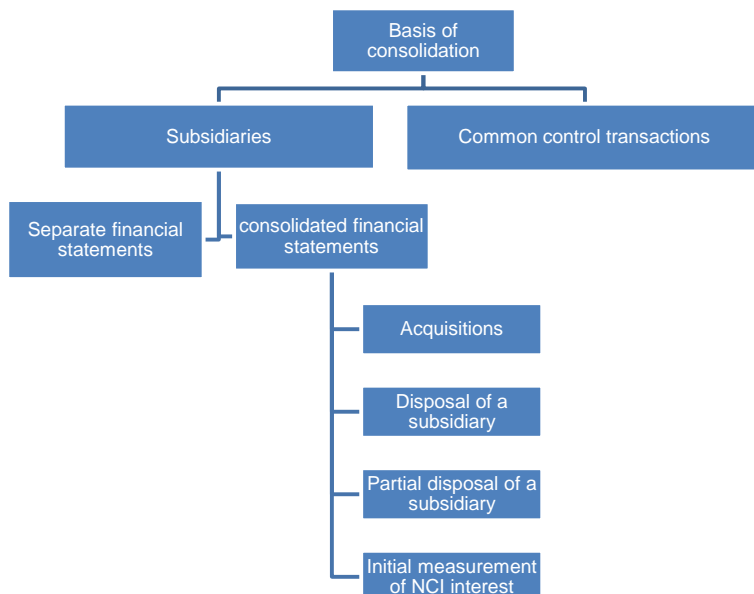 Basis of
consolidation
Subsidiaries
Common control transactions
Separate financial
statements
consolidated financial
statements
Acquisitions
Disposal of a
subsidiary
Partial disposal of a
subsidiary
Initial measurement
of NCI interest